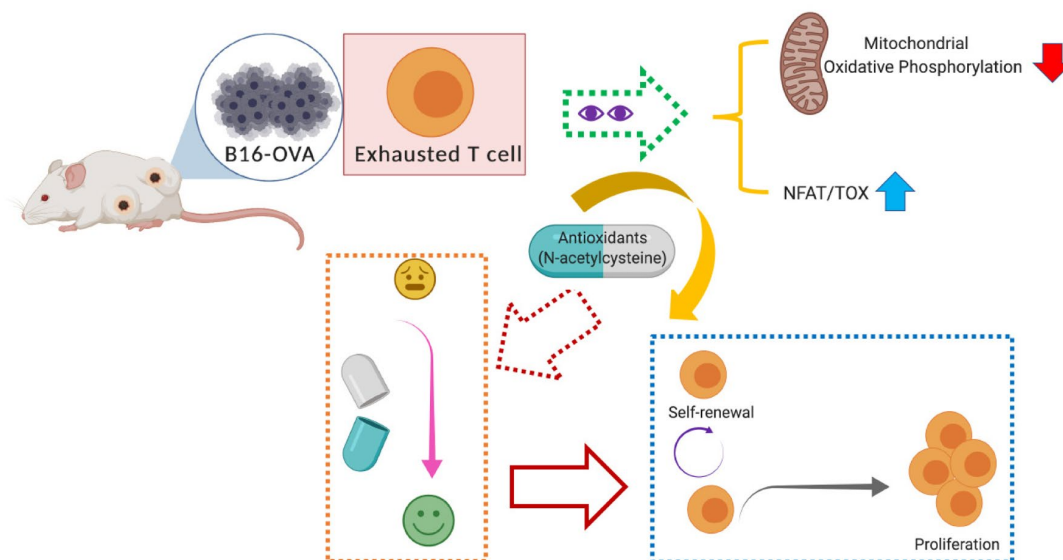 B16-OVA
Exhausted T cell
Mitochondrial
Oxidative Phosphorylation
NFAT/TOX
Antioxidants
(N-acetylcysteine)
Self-renewal
Proliferation